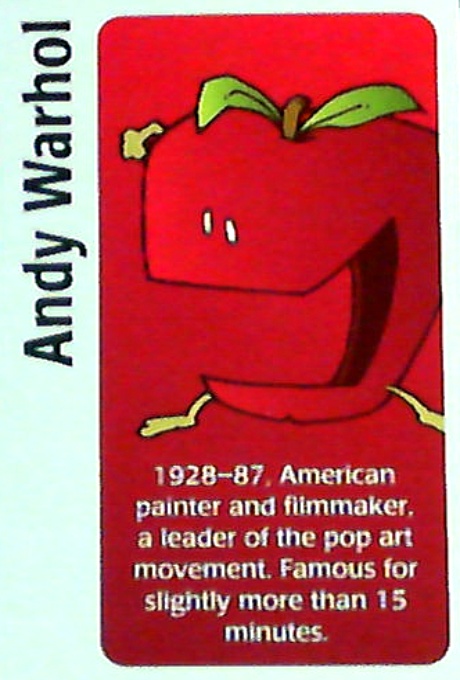 Andy Warhol
1928–87. American
painter and filmmaker,
a leader of the pop art
movement. Famous for
slightly more than 15
minutes.